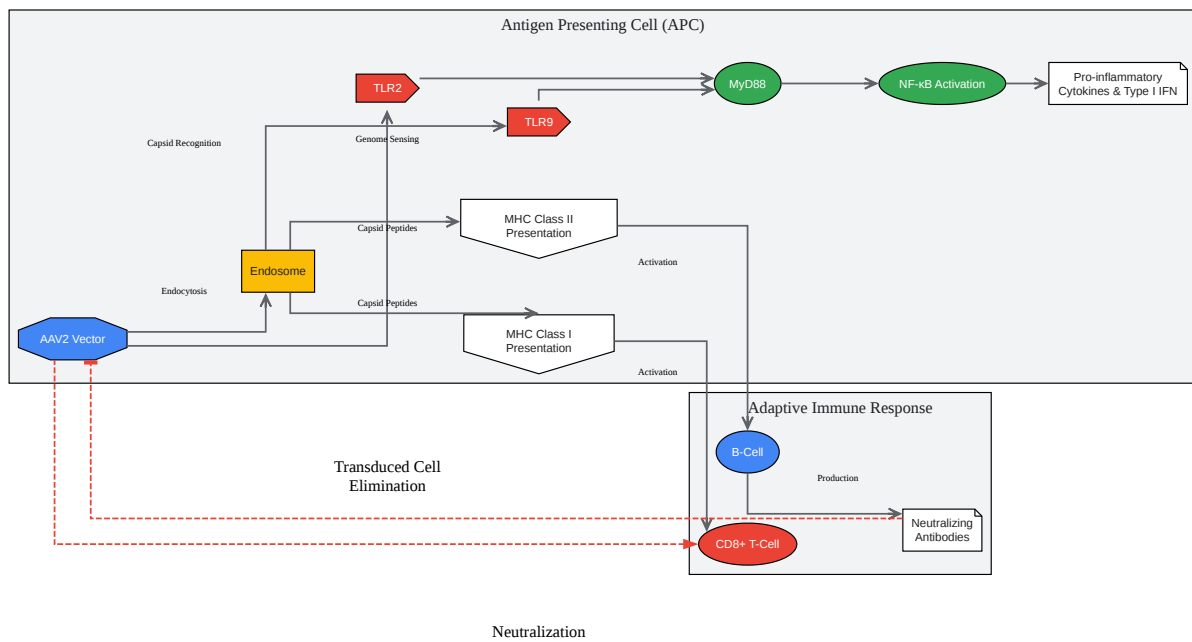 Antigen Presenting Cell (APC)
TLR2
MyD88
NF-κB Activation
Pro-inflammatory
Cytokines & Type I IFN
TLR9
Capsid Recognition
Genome Sensing
MHC Class II
Presentation
Capsid Peptides
Activation
Endosome
Endocytosis
Capsid Peptides
AAV2 Vector
MHC Class I
Presentation
Activation
Adaptive Immune Response
B-Cell
Transduced Cell
Elimination
Production
Neutralizing
Antibodies
CD8+ T-Cell
Neutralization